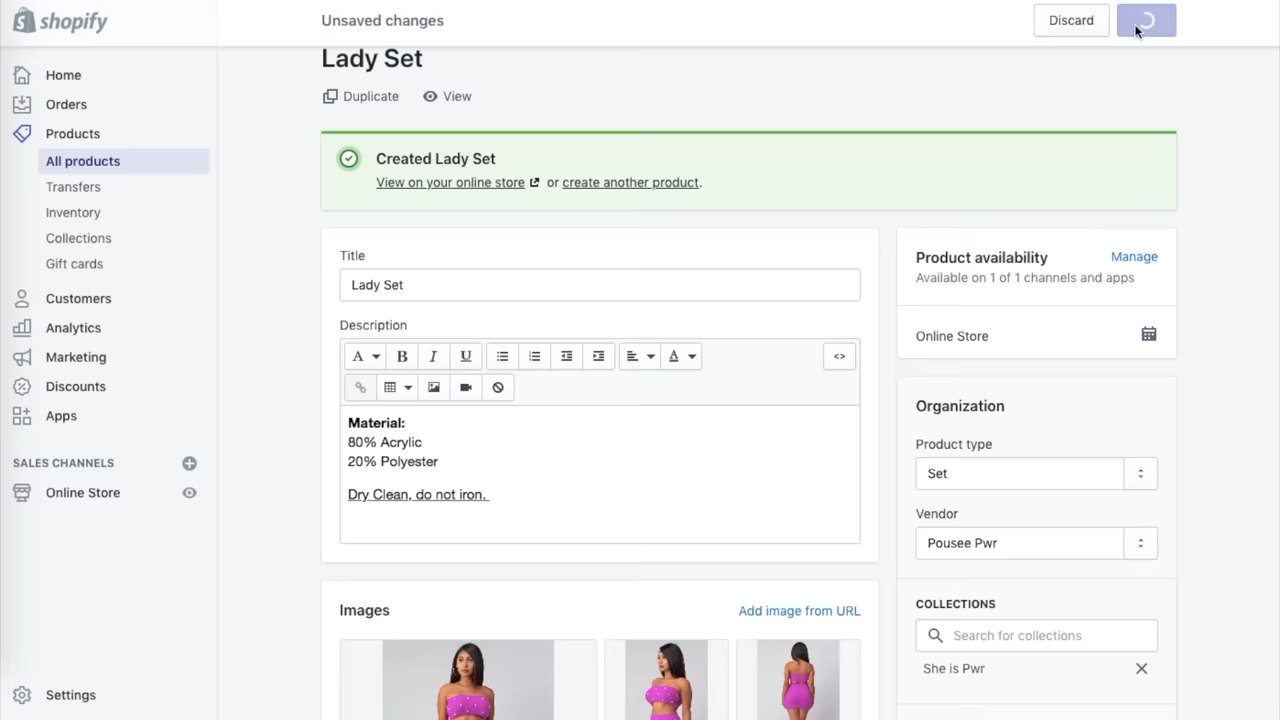 shopify
Unsaved changes
Discard
Lady Set
Duplicate
View
Home
Orders
Products
All products
Transfers
Inventory
Collections
Gift cards
Customers
Analytics
Marketing
Discounts
Apps
SALES CHANNELS
Online Store
Settings
Created Lady Set
View on your online store or create another product.
Title
Lady Set
Description
A B I U A <>
Material:
80% Acrylic
20% Polyester
Dry Clean, do not iron.
Images
Add image from URL
Product availability
Manage
Available on 1 of 1 channels and apps
Online Store
Organization
Product type
Set
Vendor
Pousee Pwr
COLLECTIONS
Search for collections
She is Pwr